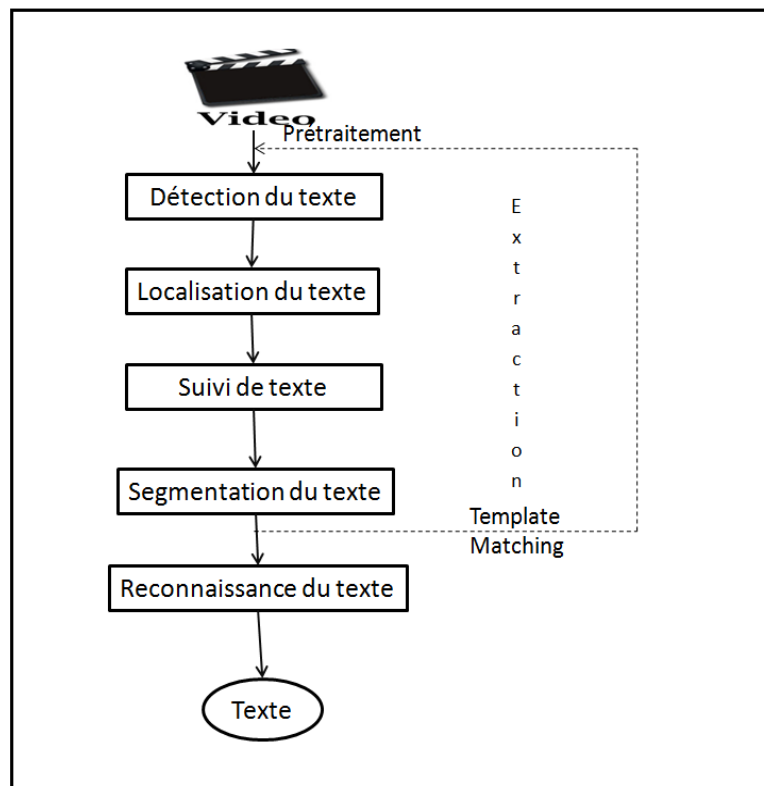 Video
Prétraitement
Détection du texte
Localisation du texte
Suivi de texte
Segmentation du texte
E
x
t
r
a
c
t
i
o
n
Template
Matching
Reconnaissance du texte
Texte